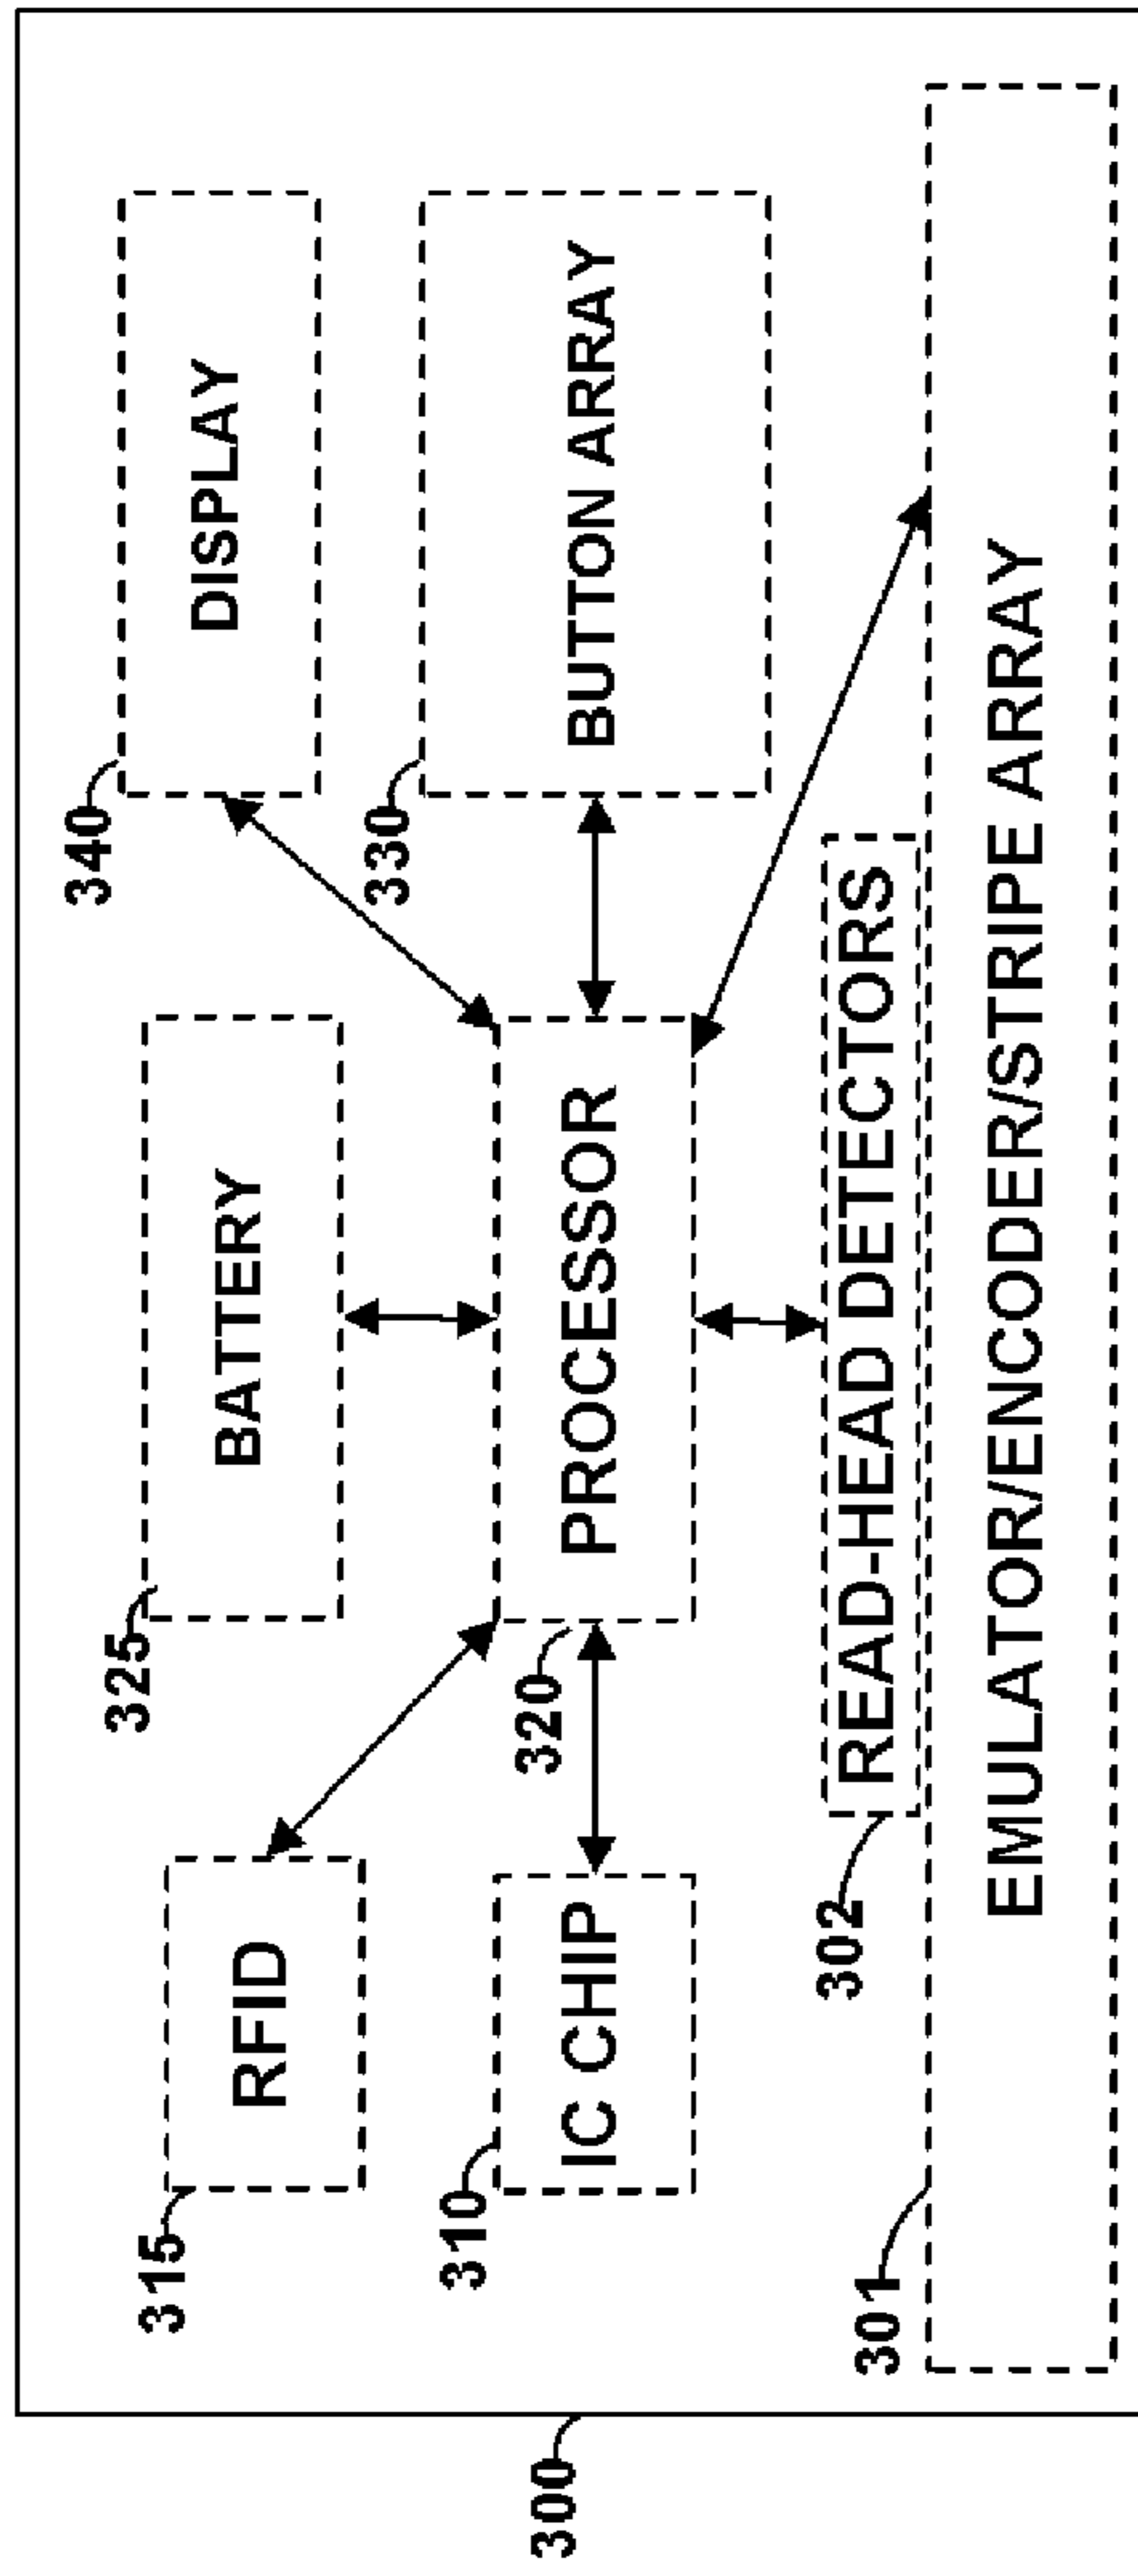 340
DISPLAY
325
BATTERY
315
RFID
330
BUTTON ARRAY
320
PROCESSOR
310
IC CHIP
302
READ-HEAD DETECTORS
301
EMULATOR/ENCODER/STRIPE ARRAY
300